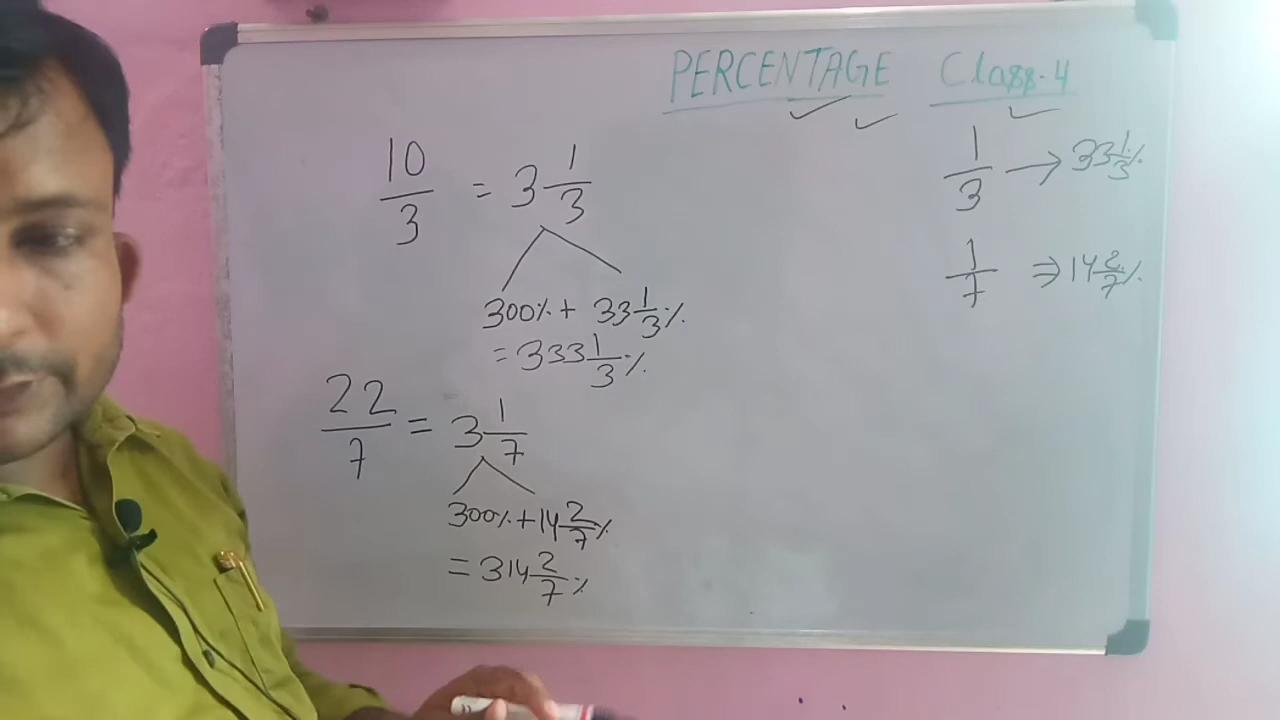 PERCENTAGE Class-4
10/3 = 3 1/3
300% + 33 1/3%
= 333 1/3%
22/7 = 3 1/7
300% + 14 2/7%
= 314 2/7%
1/3 → 33 1/3%
1/7 ⇒ 14 2/7%